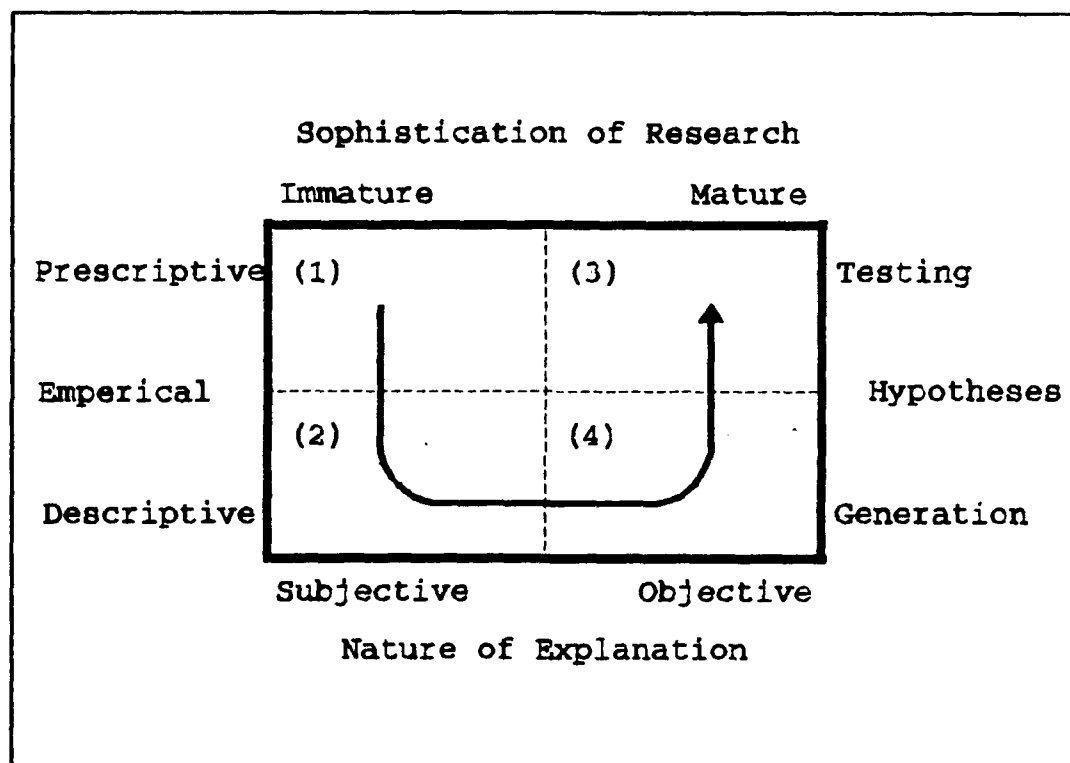 Sophistication of Research
Immature Mature
Prescriptive (1) (3) Testing
Emperical Hypotheses
(2) (4)
Descriptive Generation
Subjective Objective
Nature of Explanation